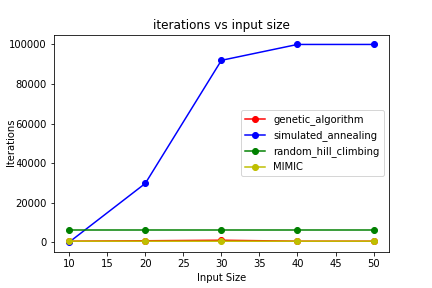 iterations vs input size
100000
80000
60000
40000
20000
0
Iterations
genetic_algorithm
simulated_annealing
random_hill_climbing
MIMIC
10 15 20 25 30 35 40 45 50
Input Size